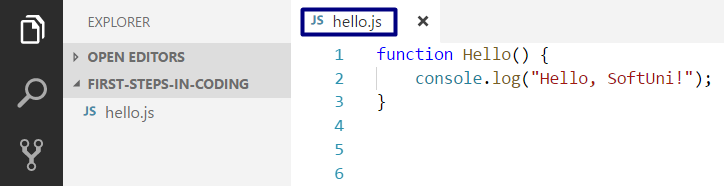 EXPLORER
OPEN EDITORS
FIRST-STEPS-IN-CODING
JS hello.js
JS hello.js
1 function Hello() {
2     console.log("Hello, SoftUni!");
3 }
4
5
6